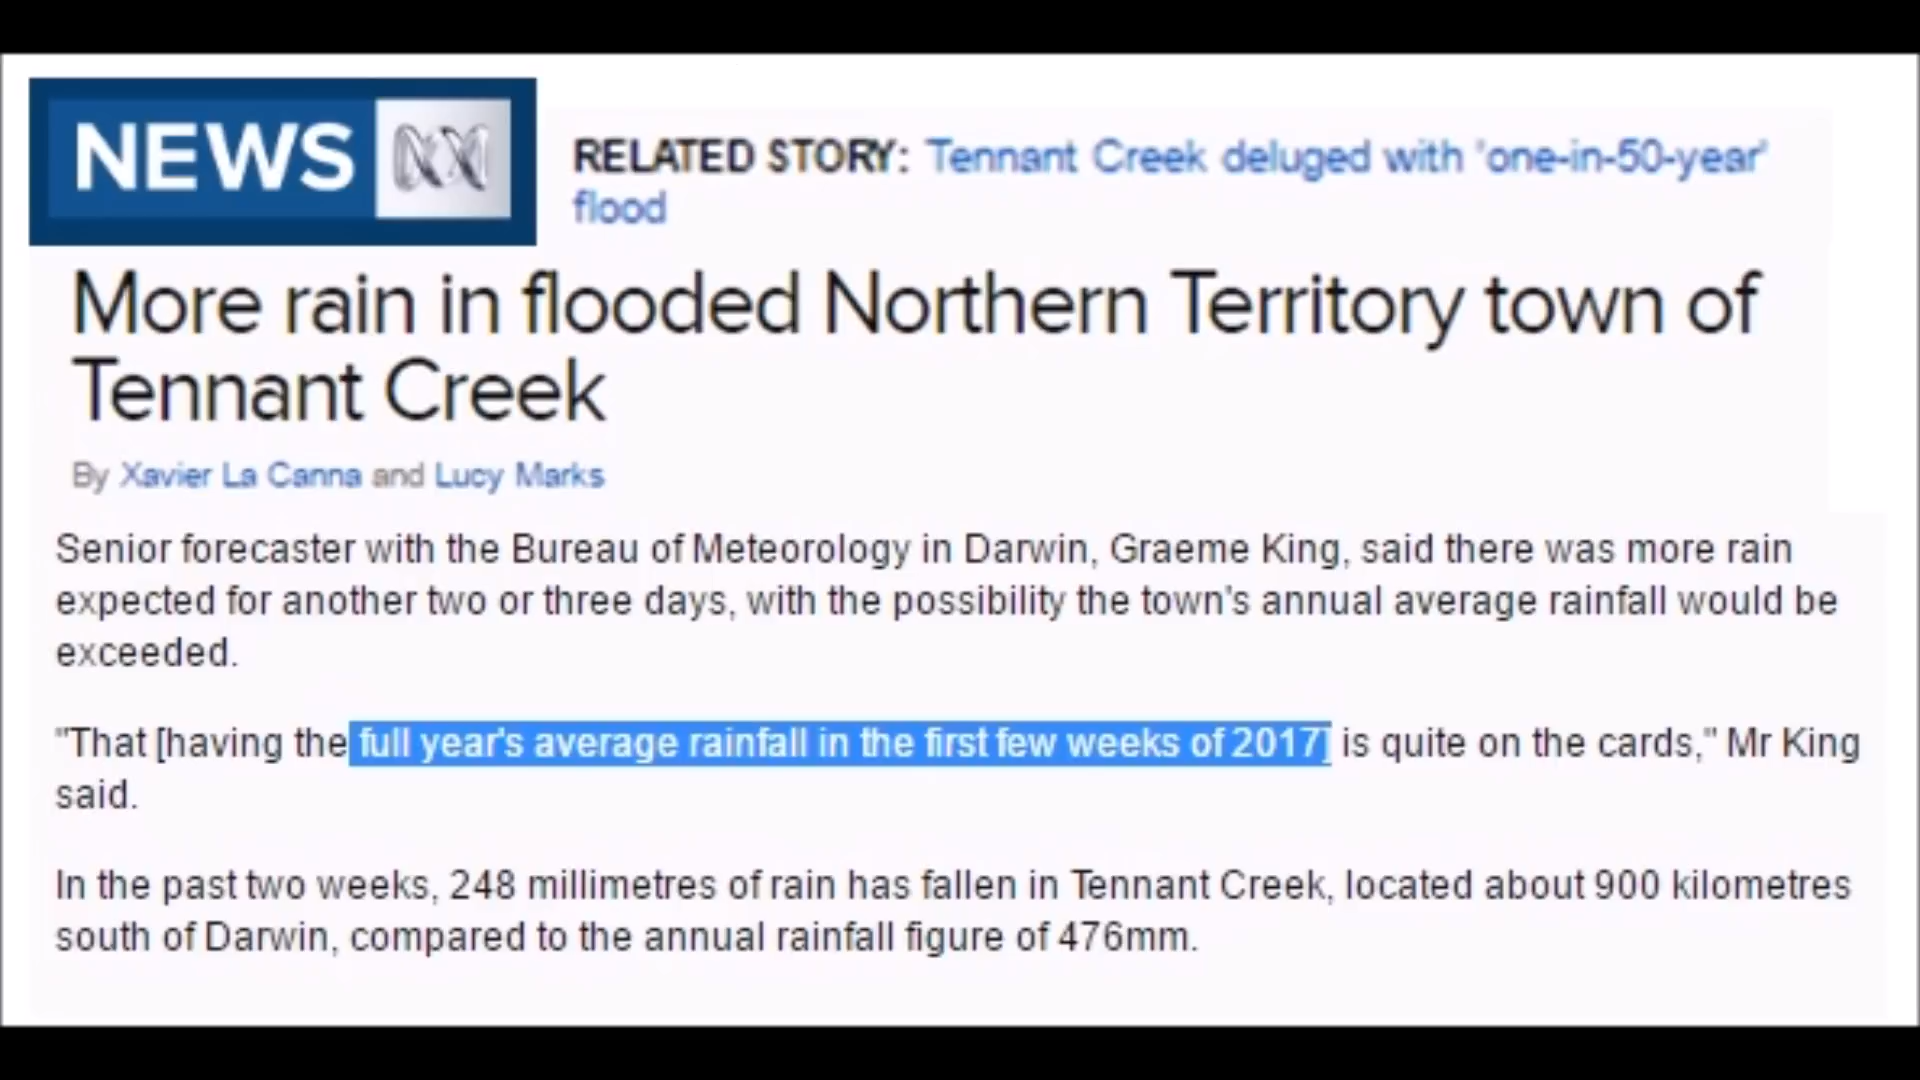 NEWS
RELATED STORY: Tennant Creek deluged with 'one-in-50-year'
flood
More rain in flooded Northern Territory town of
Tennant Creek
By Xavier La Canna and Lucy Marks
Senior forecaster with the Bureau of Meteorology in Darwin, Graeme King, said there was more rain
expected for another two or three days, with the possibility the town's annual average rainfall would be
exceeded.
"That [having the full year's average rainfall in the first few weeks of 2017] is quite on the cards," Mr King
said.
In the past two weeks, 248 millimetres of rain has fallen in Tennant Creek, located about 900 kilometres
south of Darwin, compared to the annual rainfall figure of 476mm.